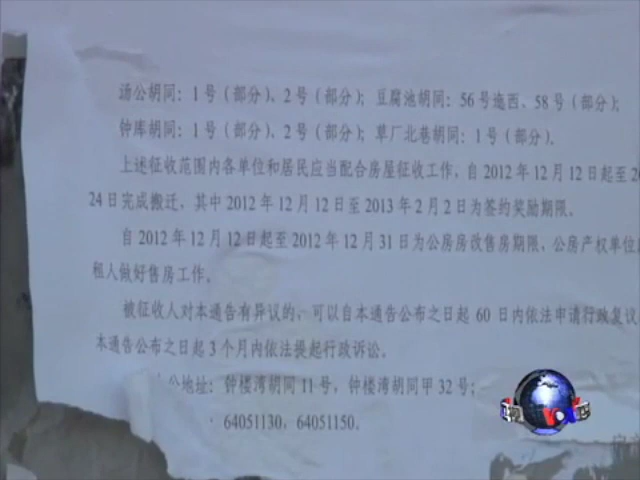 汤公胡同：1号（部分）、2号（部分）；豆腐池胡同：56号迤西、58号（部分）；
钟库胡同：1号（部分）、2号（部分）；草厂北巷胡同：1号（部分）.
上述征收范围内各单位和居民应当配合房屋征收工作，自2012年12月12日起至20
24日完成搬迁，其中2012年12月12日至2013年2月2日为签约奖励期限。
自2012年12月12日起至2012年12月31日为公房房改售房期限、公房产权单位
租人做好售房工作。
被征收人对本通告有异议的，可以自本通告公布之日起60日内依法申请行政复议
本通告公布之日起3个月内依法提起行政诉讼。
公地址：钟楼湾胡同11号，钟楼湾胡同甲32号；
64051130、64051150.
VOA